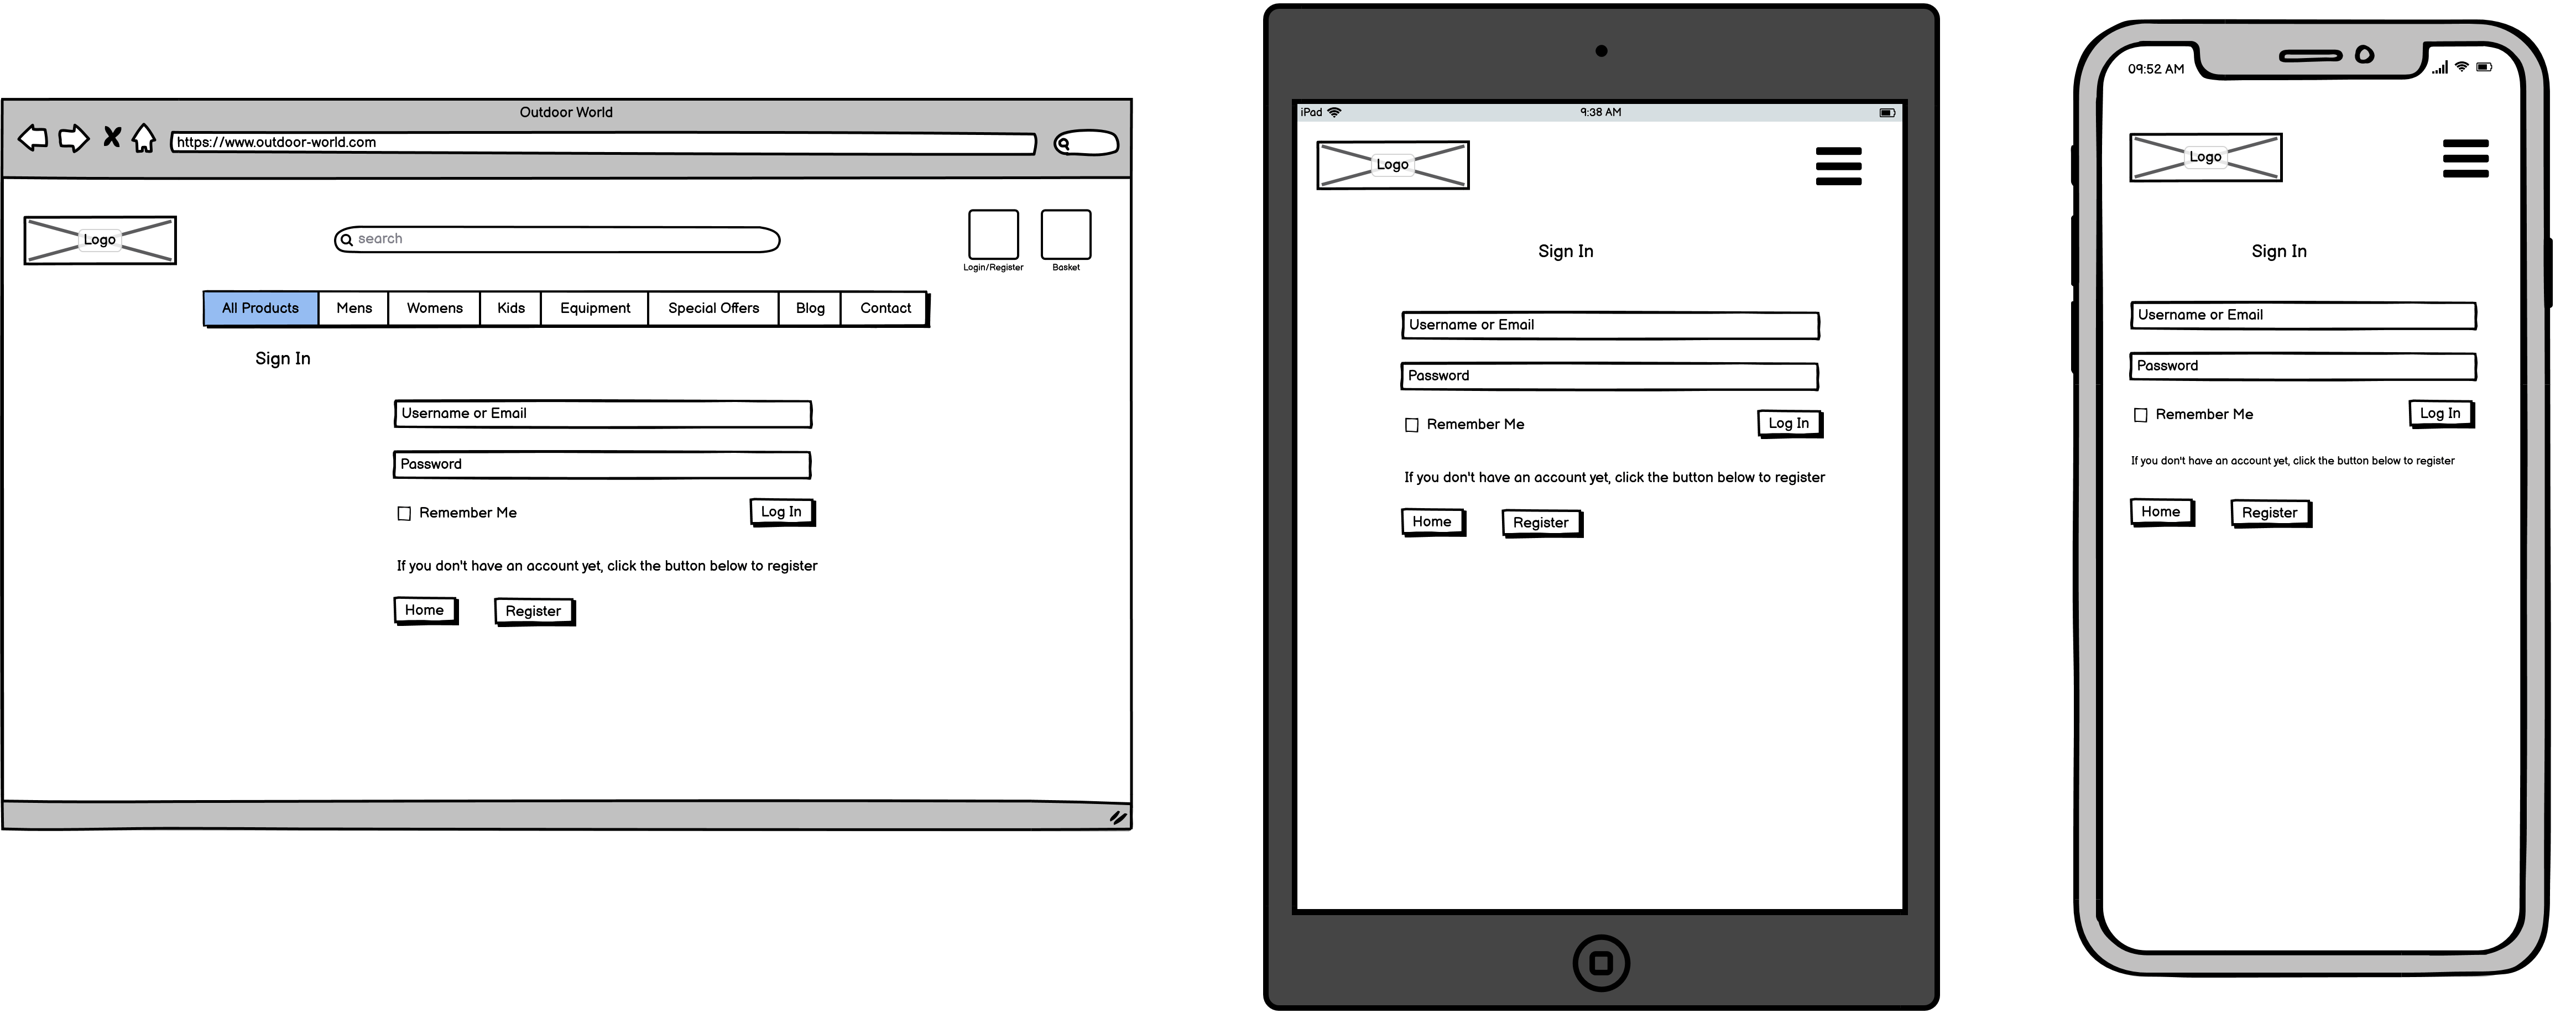 Outdoor World
https://www.outdoor-world.com
Logo
search
Login/Register
Basket
All Products Mens Womens Kids Equipment Special Offers Blog Contact
Sign In
Username or Email
Password
Remember Me
Log In
If you don't have an account yet, click the button below to register
Home
Register
iPad
9:38 AM
Logo
Sign In
Username or Email
Password
Remember Me
Log In
If you don't have an account yet, click the button below to register
Home
Register
09:52 AM
Logo
Sign In
Username or Email
Password
Remember Me
Log In
If you don't have an account yet, click the button below to register
Home
Register